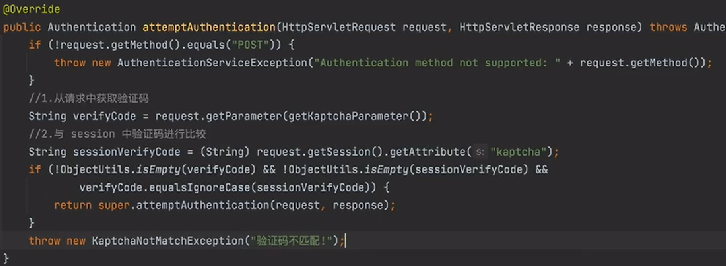 @Override
public Authentication attemptAuthentication(HttpServletRequest request, HttpServletResponse response) throws Authe
if (!request.getMethod().equals("POST")) {
throw new AuthenticationServiceException("Authentication method not supported: " + request.getMethod());
}
//1.从请求中获取验证码
String verifyCode = request.getParameter(getKaptchaParameter());
//2.与 session 中验证码进行比较
String sessionVerifyCode = (String) request.getSession().getAttribute( s: "kaptcha");
if (!ObjectUtils.isEmpty(verifyCode) && !ObjectUtils.isEmpty(sessionVerifyCode) &&
verifyCode.equalsIgnoreCase(sessionVerifyCode)) {
return super.attemptAuthentication(request, response);
}
throw new KaptchaNotMatchException("验证码不匹配!");
}